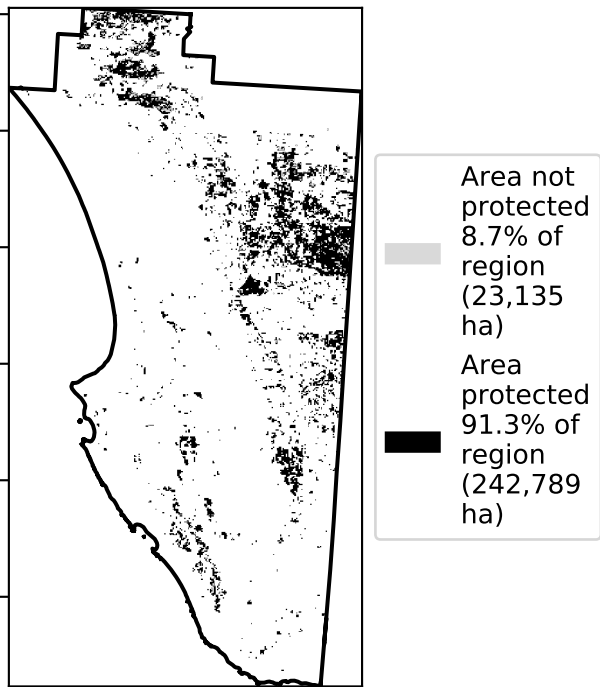 Area not
protected
8.7% of
region
(23,135
ha)
Area
protected
91.3% of
region
(242,789
ha)